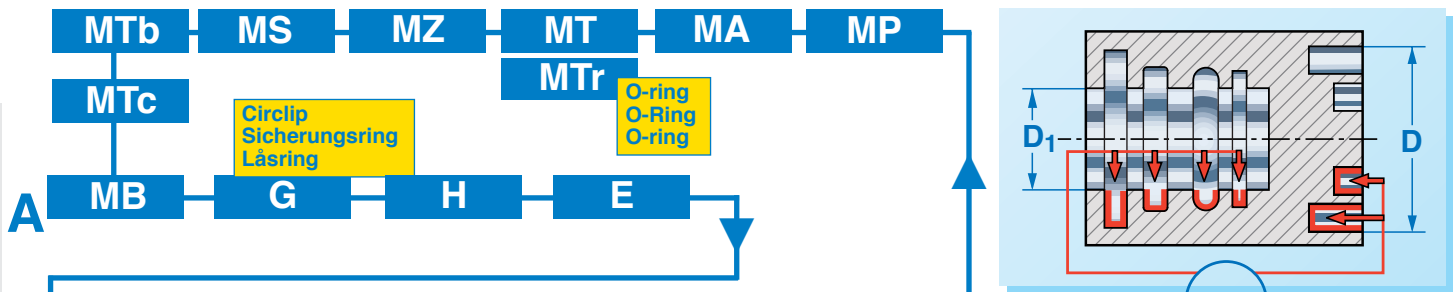 MTb MS MZ MT MA MP
MTr
MTc
O-ring
O-Ring
O-ring
Circlip
Sicherungsring
Låsring
A
MB G H E
D1
D